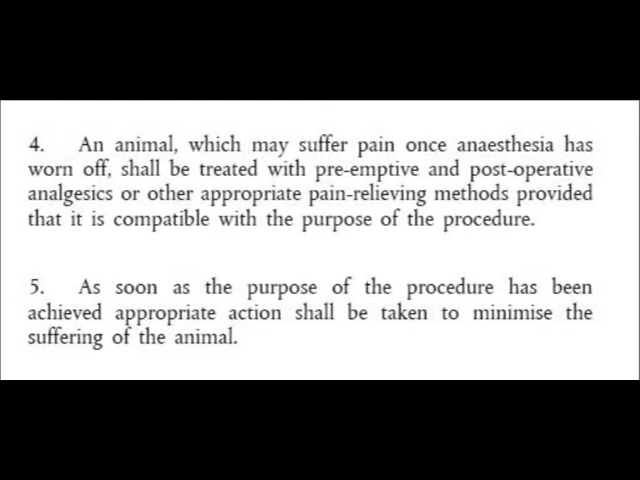 4. An animal, which may suffer pain once anaesthesia has
worn off, shall be treated with pre-emptive and post-operative
analgesics or other appropriate pain-relieving methods provided
that it is compatible with the purpose of the procedure.
5. As soon as the purpose of the procedure has been
achieved appropriate action shall be taken to minimise the
suffering of the animal.